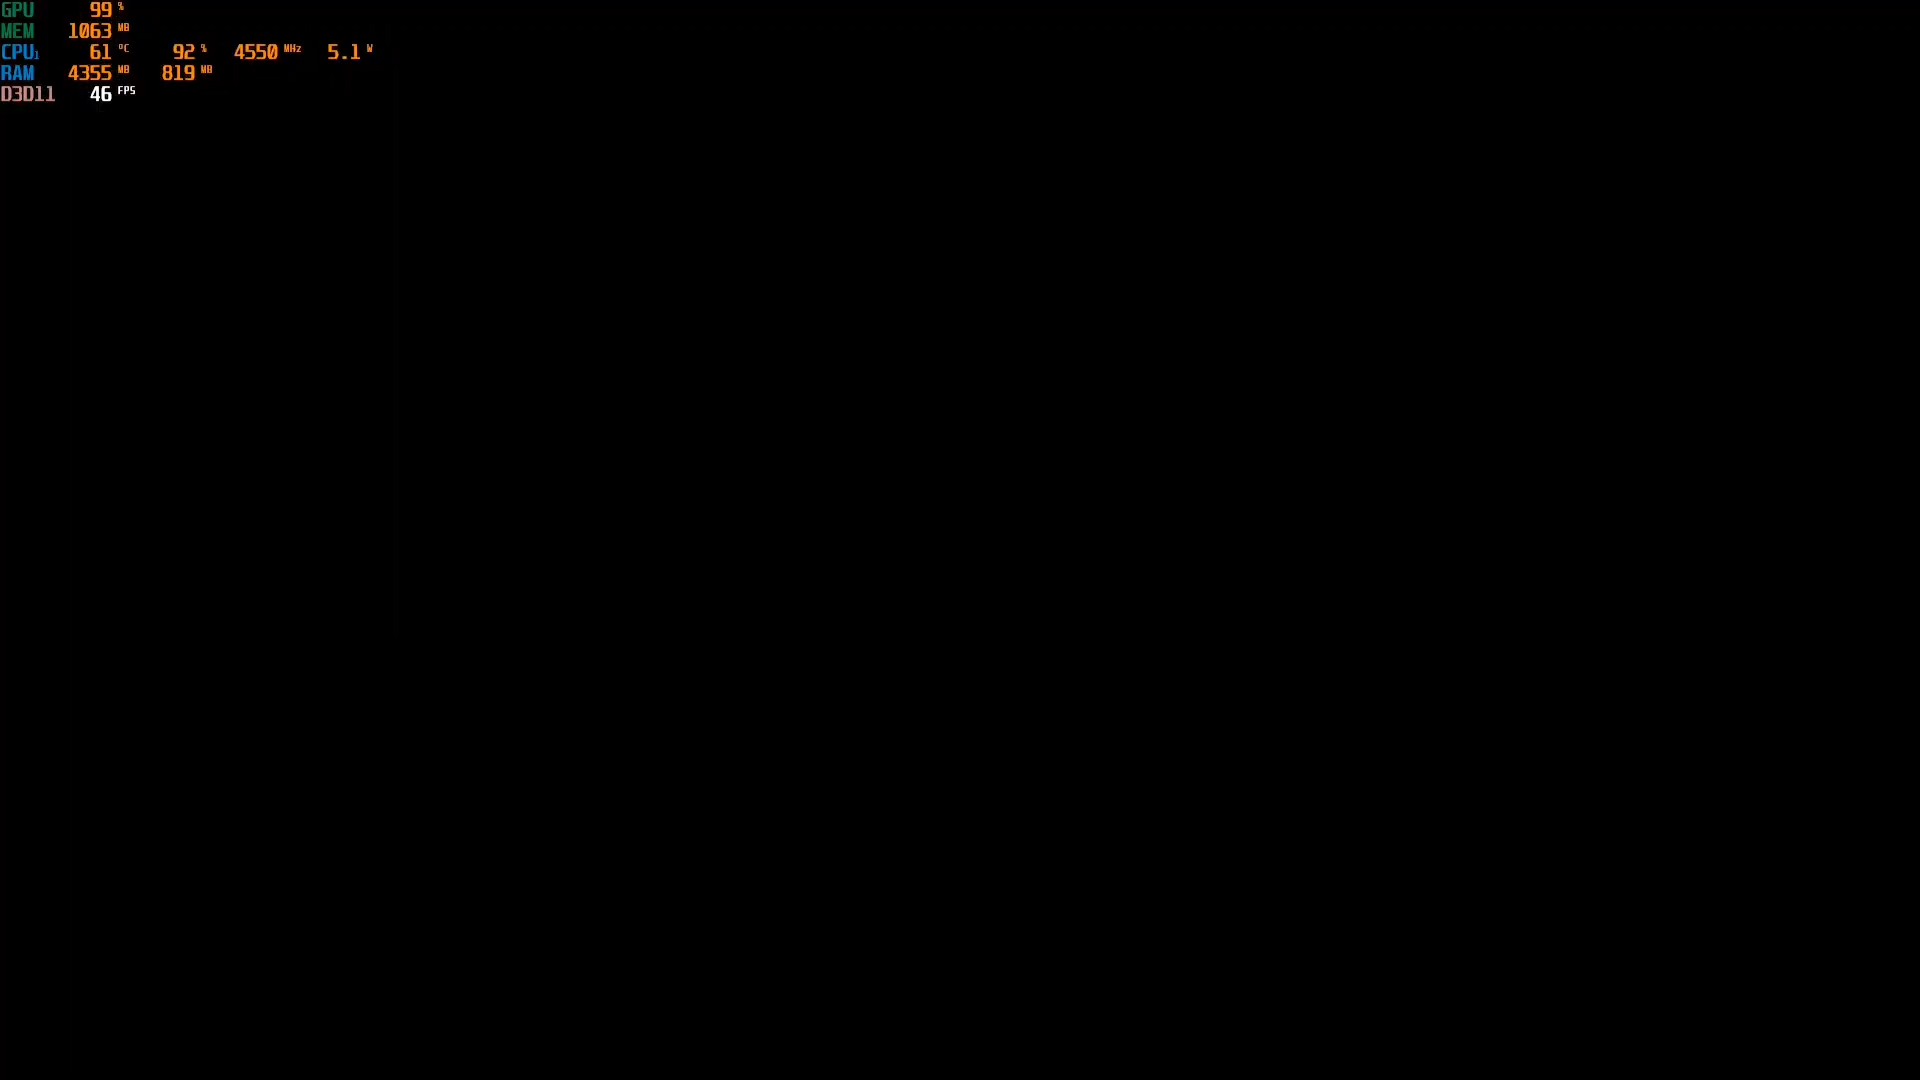 GPU 99 %
MEM 1063 MB
CPU1 61 °C 92 % 4550 MHz 5.1 W
RAM 4355 MB 819 MB
D3D11 46 FPS